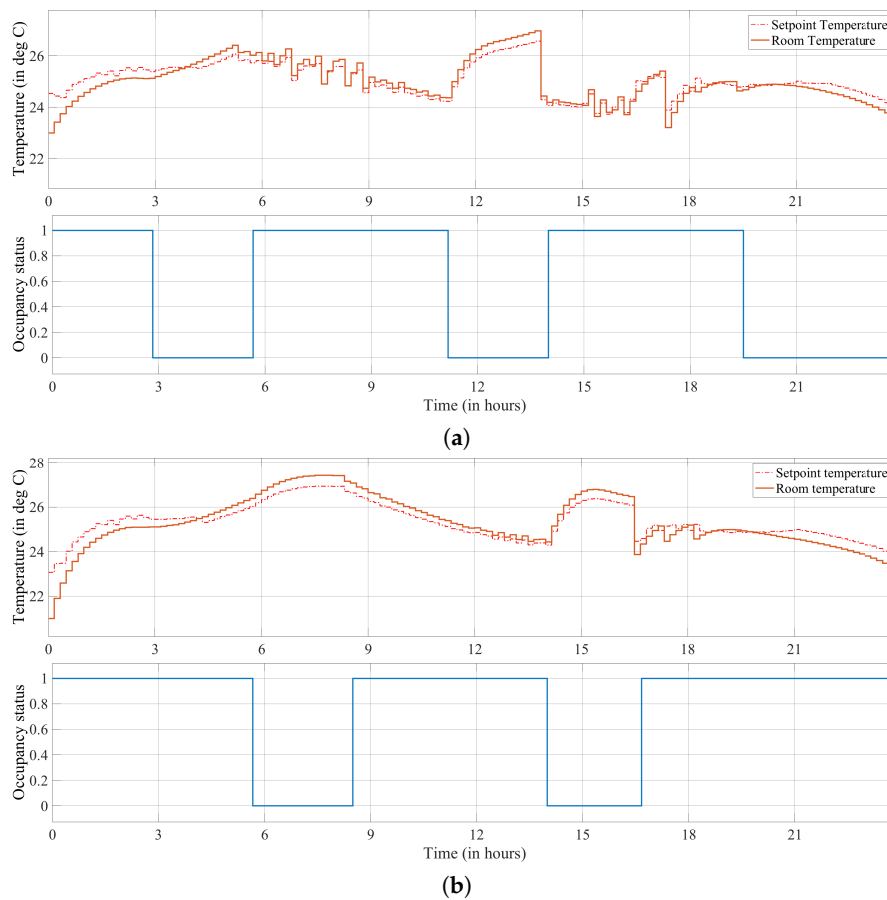 Temperature (in deg C)
26
24
22
Setpoint Temperature
Room Temperature
0 3 6 9 12 15 18 21
Occupancy status
1
0.8
0.6
0.4
0.2
0
0 3 6 9 12 15 18 21
Time (in hours)
(a)
Temperature (in deg C)
28
26
24
22
Setpoint temperature
Room temperature
0 3 6 9 12 15 18 21
Occupancy status
1
0.8
0.6
0.4
0.2
0
0 3 6 9 12 15 18 21
Time (in hours)
(b)